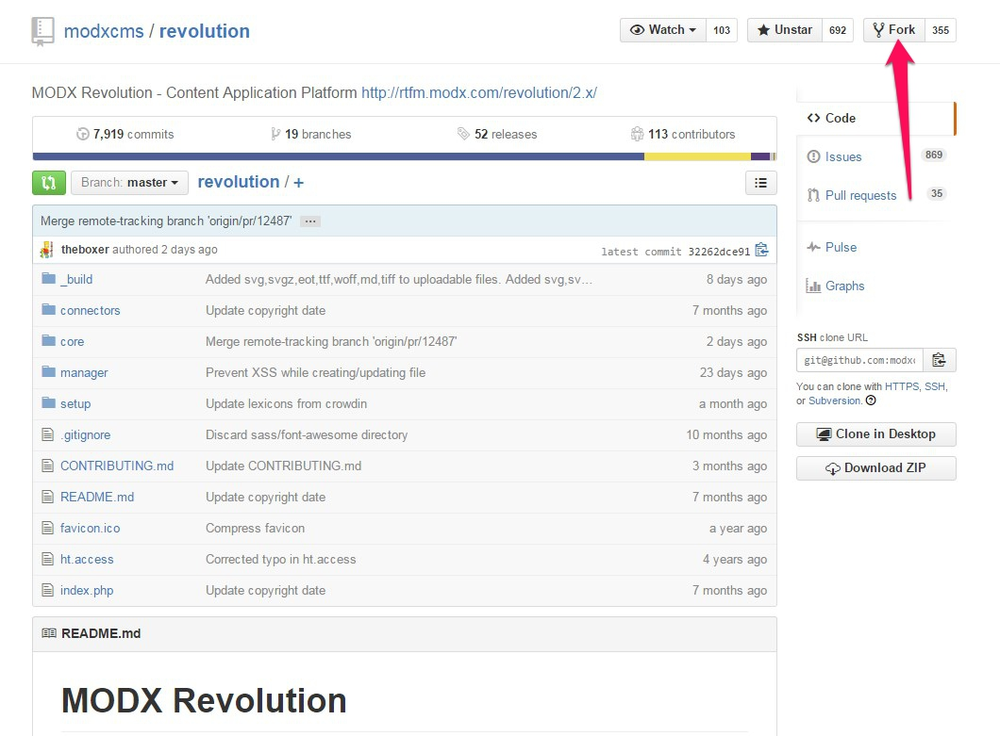 modxcms / revolution
Watch 103 Unstar 692 Fork 355
MODX Revolution - Content Application Platform http://rtfm.modx.com/revolution/2.x/
7,919 commits 19 branches 52 releases 113 contributors
Branch: master revolution / +
Merge remote-tracking branch 'origin/pr/12487' ...
theboxer authored 2 days ago latest commit 32262dce91
_build Added svg,svgz,eot,ttf,woff,md,tiff to uploadable files. Added svg,sv... 8 days ago
connectors Update copyright date 7 months ago
core Merge remote-tracking branch 'origin/pr/12487' 2 days ago
manager Prevent XSS while creating/updating file 23 days ago
setup Update lexicons from crowdin a month ago
.gitignore Discard sass/font-awesome directory 10 months ago
CONTRIBUTING.md Update CONTRIBUTING.md 3 months ago
README.md Update copyright date 7 months ago
favicon.ico Compress favicon a year ago
ht.access Corrected typo in ht.access 4 years ago
index.php Update copyright date 7 months ago
README.md
MODX Revolution
Code
Issues 869
Pull requests 35
Pulse
Graphs
SSH clone URL
git@github.com:modx
You can clone with HTTPS, SSH,
or Subversion.
Clone in Desktop
Download ZIP